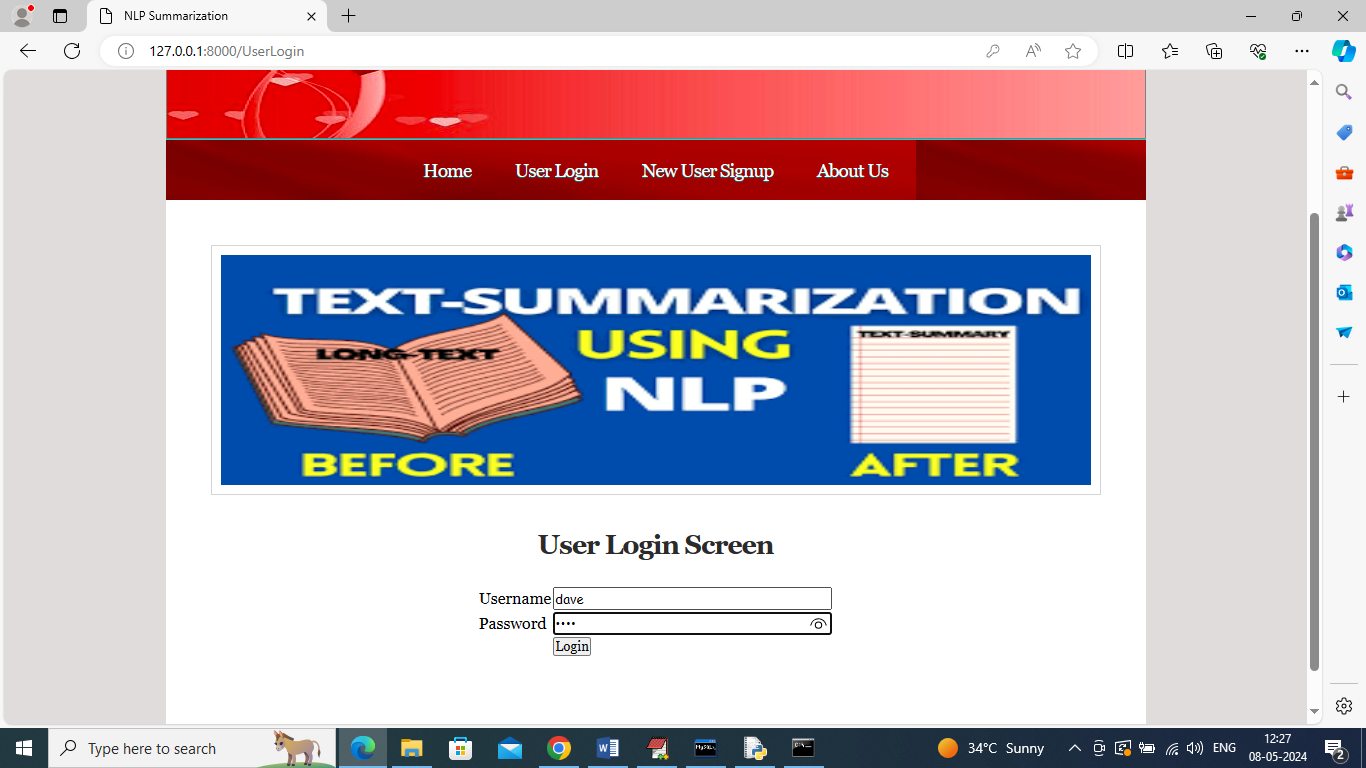 NLP Summarization
127.0.0.1:8000/UserLogin
Home User Login New User Signup About Us
TEXT-SUMMARIZATION
USING
NLP
LONG-TEXT
TEXT-SUMMARY
BEFORE
AFTER
User Login Screen
Username dave
Password ••••
Login
Type here to search
MySQL
34°C Sunny
ENG
12:27
08-05-2024
2